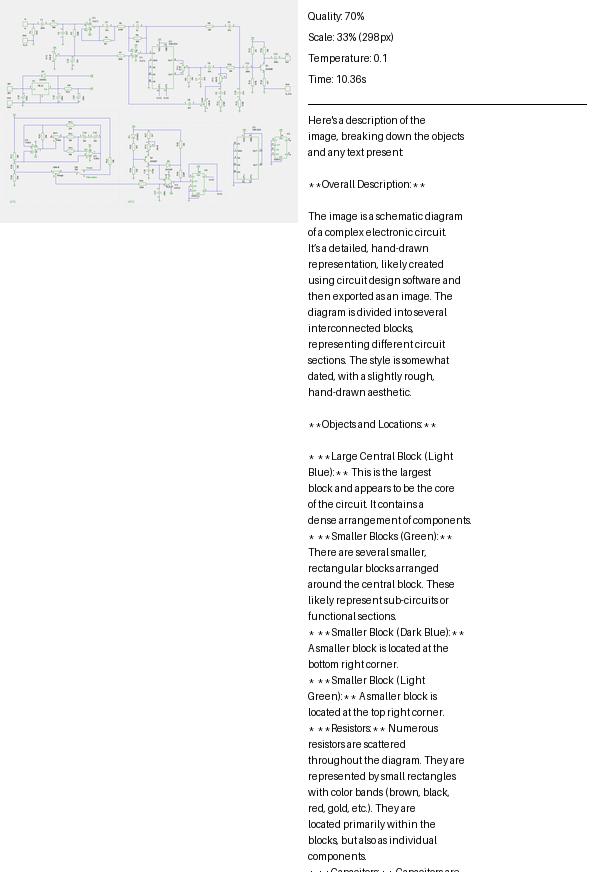 Quality: 70%
Scale: 33% (298px)
Temperature: 0.1
Time: 10.36s
Here's a description of the
image, breaking down the objects
and any text present:
**Overall Description:**
The image is a schematic diagram
of a complex electronic circuit.
It's a detailed, hand-drawn
representation, likely created
using circuit design software and
then exported as an image. The
diagram is divided into several
interconnected blocks,
representing different circuit
sections. The style is somewhat
dated, with a slightly rough,
hand-drawn aesthetic.
**Objects and Locations:**
* **Large Central Block (Light
Blue):** This is the largest
block and appears to be the core
of the circuit. It contains a
dense arrangement of components.
* **Smaller Blocks (Green):**
There are several smaller,
rectangular blocks arranged
around the central block. These
likely represent sub-circuits or
functional sections.
* **Smaller Block (Dark Blue):**
A smaller block is located at the
bottom right corner.
* **Smaller Block (Light
Green):** A smaller block is
located at the top right corner.
* **Resistors:** Numerous
resistors are scattered
throughout the diagram. They are
represented by small rectangles
with color bands (brown, black,
red, gold, etc.). They are
located primarily within the
blocks, but also as individual
components.
* **Capacitors:** Capacitors are